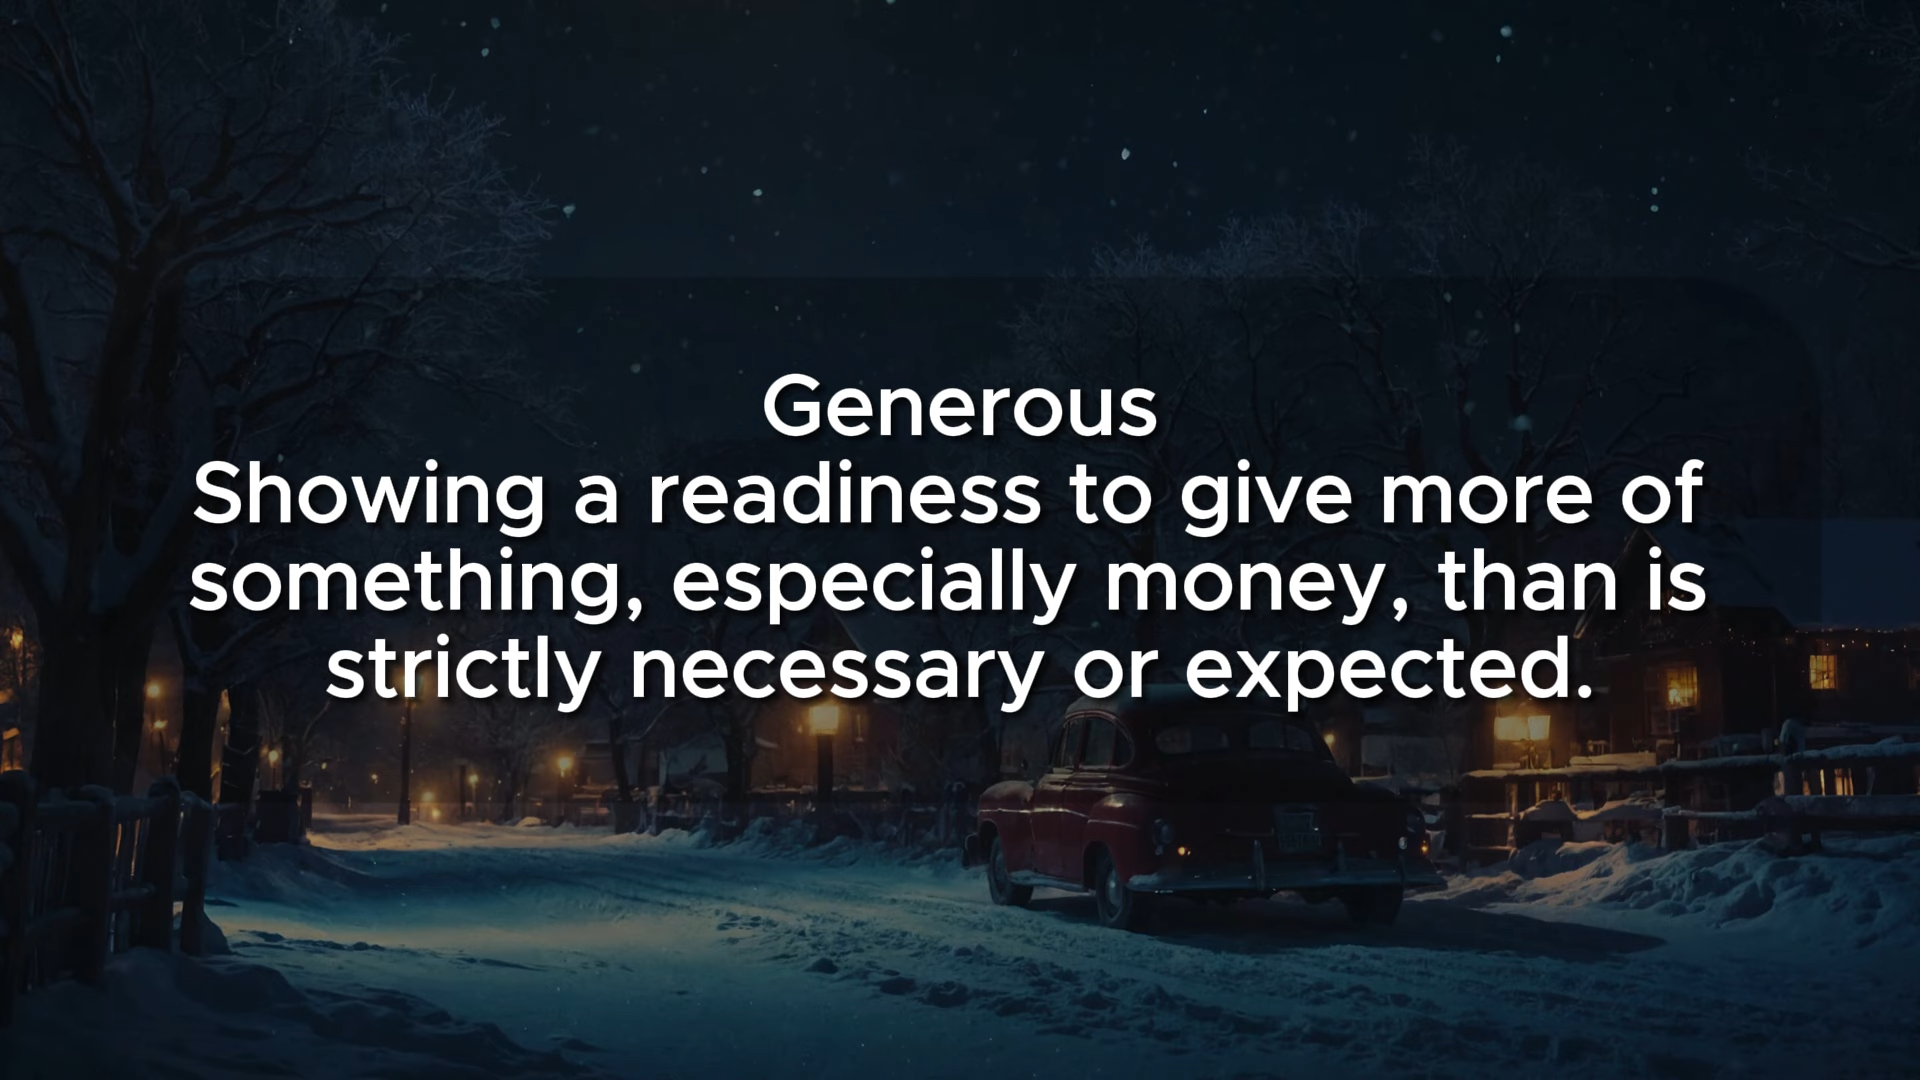 Generous
Showing a readiness to give more of
something, especially money, than is
strictly necessary or expected.